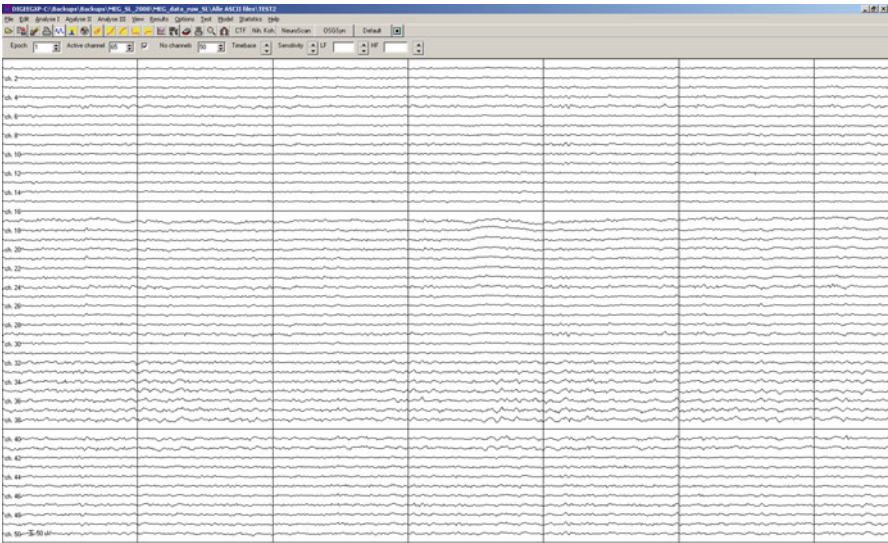 DIGEEGXP-C:\Backups\Backups\MEG_SL_2008\MEG_data_raw_SL\Alle ASCII files\TEST2
File Edit Analyse I Analyse II Analyse III View Results Options Test Model Statistics Help
CTF Nih. Koh. NeuroScan DSGSyn Default
Epoch 1 Active channel 65 No channels 50 Timebase Sensitivity LF HF
ch. 2
ch. 4
ch. 6
ch. 8
ch. 10
ch. 12
ch. 14
ch. 16
ch. 18
ch. 20
ch. 22
ch. 24
ch. 26
ch. 28
ch. 30
ch. 32
ch. 34
ch. 36
ch. 38
ch. 40
ch. 42
ch. 44
ch. 46
ch. 48
ch. 50 50 uV